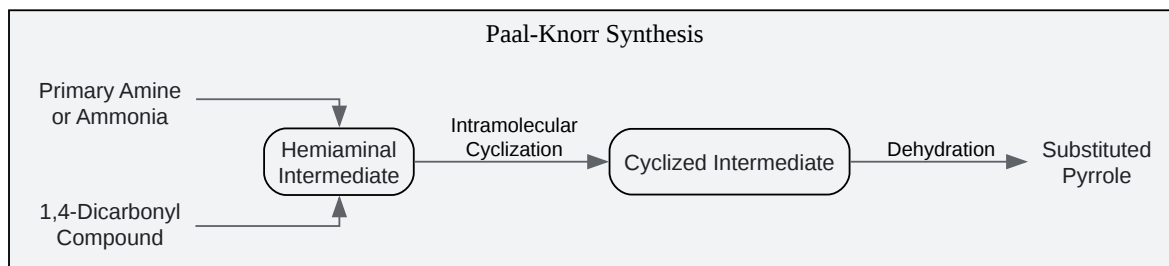 Paal-Knorr Synthesis
Primary Amine
or Ammonia
Hemiaminal
Intermediate
1,4-Dicarbonyl
Compound
Intramolecular
Cyclization
Cyclized Intermediate
Dehydration
Substituted
Pyrrole